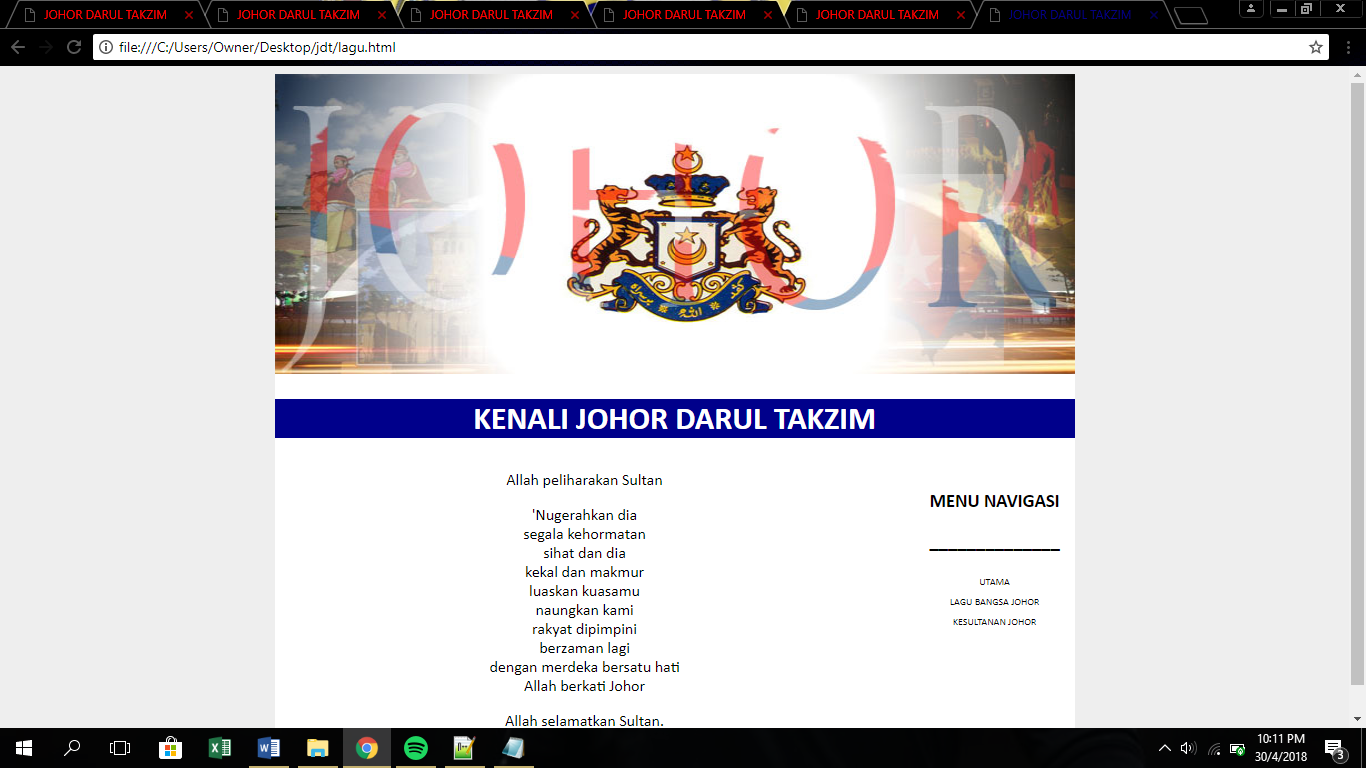 JOHOR DARUL TAKZIM
JOHOR DARUL TAKZIM
JOHOR DARUL TAKZIM
JOHOR DARUL TAKZIM
JOHOR DARUL TAKZIM
JOHOR DARUL TAKZIM
file:///C:/Users/Owner/Desktop/jdt/lagu.html
JOHOR
KENALI JOHOR DARUL TAKZIM
Allah peliharakan Sultan
'Nugerahkan dia
segala kehormatan
sihat dan dia
kekal dan makmur
luaskan kuasamu
naungkan kami
rakyat dipimpini
berzaman lagi
dengan merdeka bersatu hati
Allah berkati Johor
Allah selamatkan Sultan.
MENU NAVIGASI
UTAMA
LAGU BANGSA JOHOR
KESULTANAN JOHOR
10:11 PM
30/4/2018
3